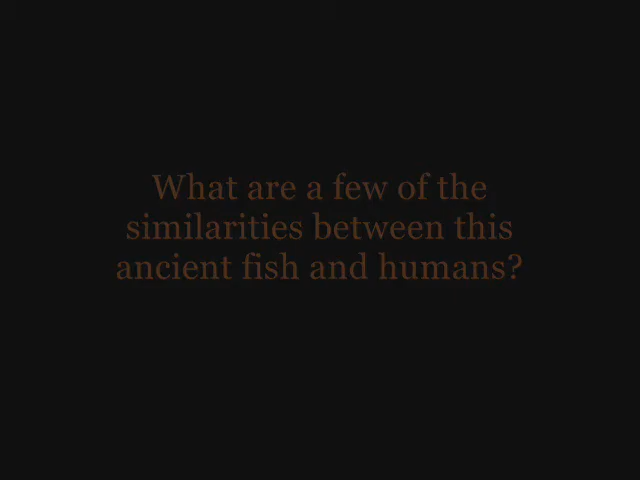 What are a few of the
similarities between this
ancient fish and humans?